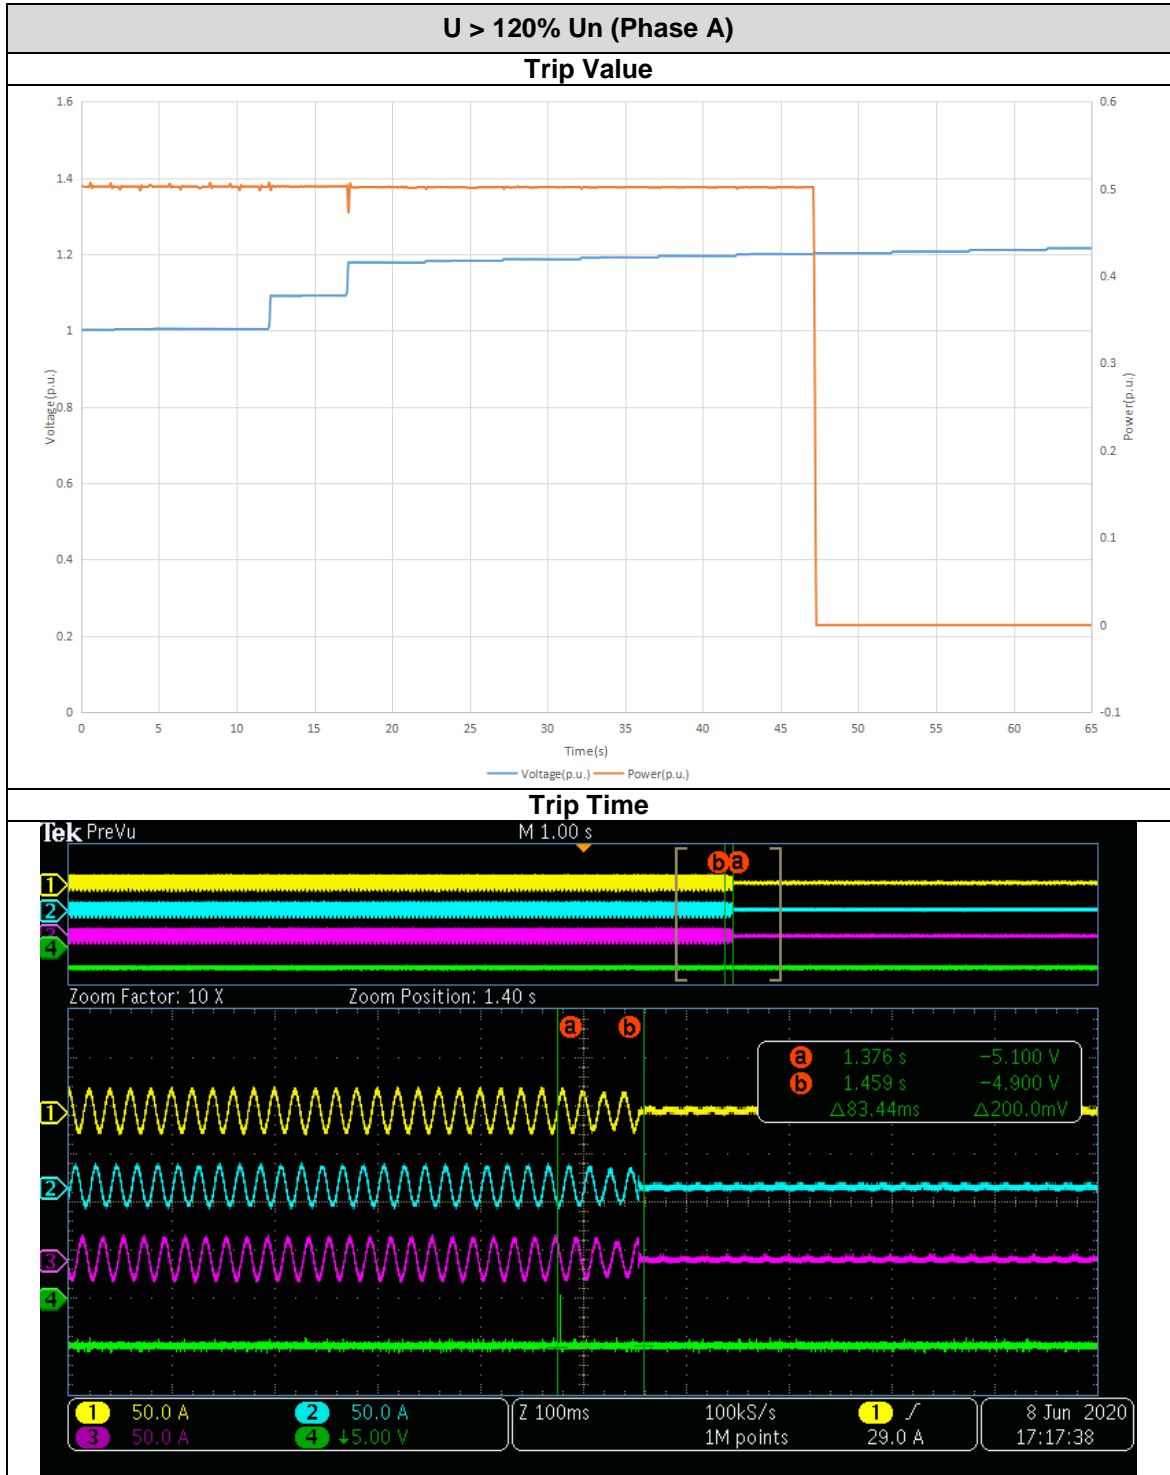 U > 120% Un (Phase A)
Trip Value
1.6
1.4
1.2
1
0.8
0.6
0.4
0.2
0
Voltage(p.u.)
0.6
0.5
0.4
0.3
0.2
0.1
0
-0.1
Power(p.u.)
0 5 10 15 20 25 30 35 40 45 50 55 60 65
Time(s)
Voltage(p.u.) Power(p.u.)
Trip Time
Tek PreVu M 1.00 s
b a
1
2
3
4
Zoom Factor: 10 X Zoom Position: 1.40 s
a b
a 1.376 s -5.100 V
b 1.459 s -4.900 V
Δ83.44ms Δ200.0mV
1
2
3
4
1 50.0 A 2 50.0 A Z 100ms 100kS/s 1 8 Jun 2020
3 50.0 A 4 ↓5.00 V 1M points 29.0 A 17:17:38